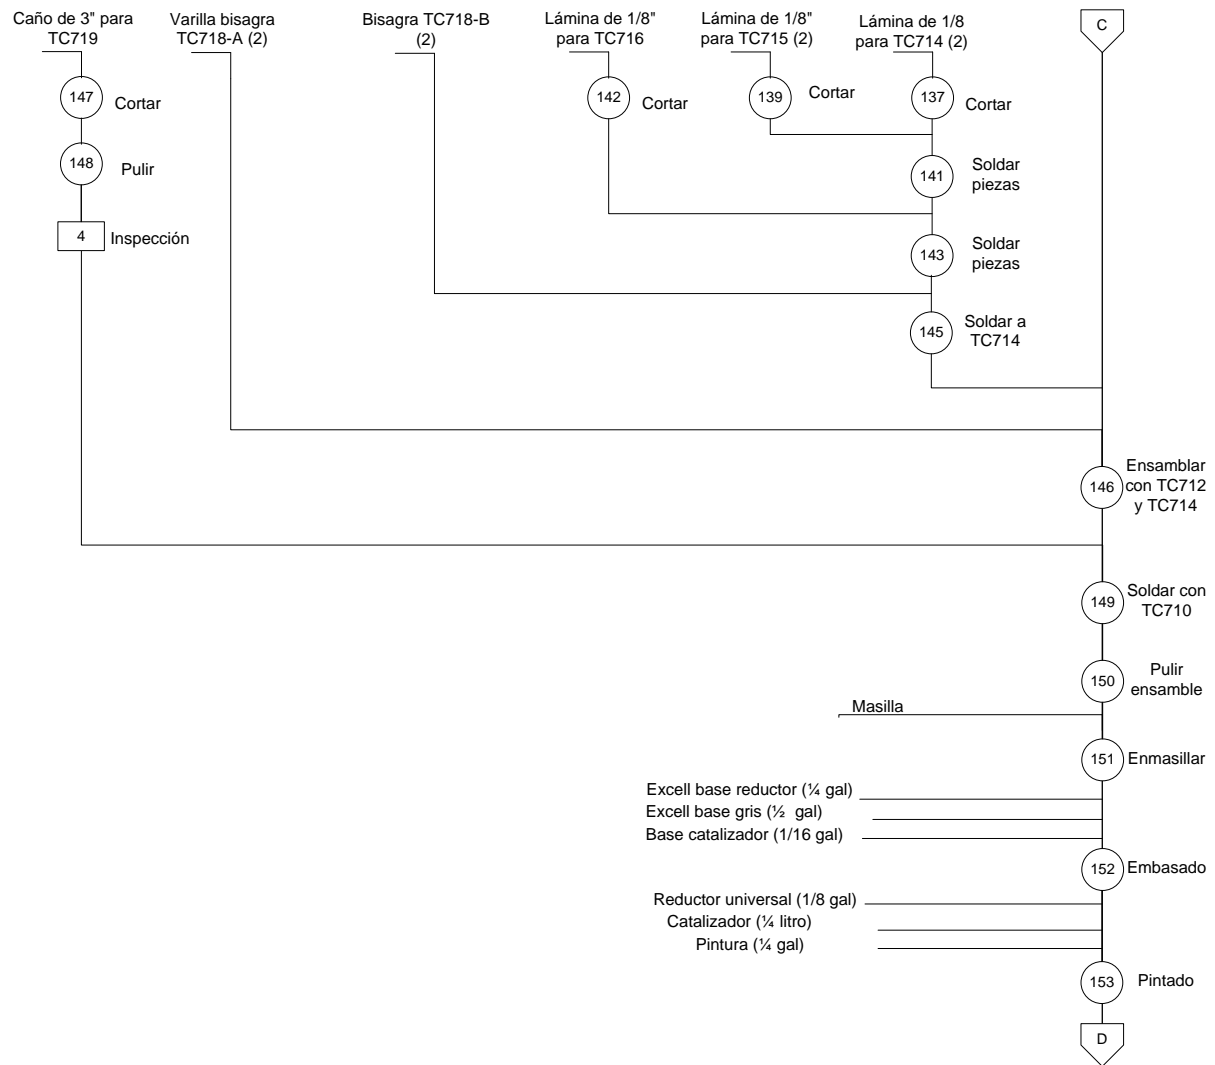 Caño de 3" para
TC719
Varilla bisagra
TC718-A (2)
Bisagra TC718-B
(2)
Lámina de 1/8"
para TC716
Lámina de 1/8"
para TC715 (2)
Lámina de 1/8
para TC714 (2)
C
147
Cortar
142
Cortar
139
Cortar
137
Cortar
148
Pulir
141
Soldar
piezas
4
Inspección
143
Soldar
piezas
145
Soldar a
TC714
146
Ensamblar
con TC712
y TC714
149
Soldar con
TC710
150
Pulir
ensamble
Masilla
151
Enmasillar
Excell base reductor (¼ gal)
Excell base gris (½ gal)
Base catalizador (1/16 gal)
152
Embasado
Reductor universal (1/8 gal)
Catalizador (¼ litro)
Pintura (¼ gal)
153
Pintado
D